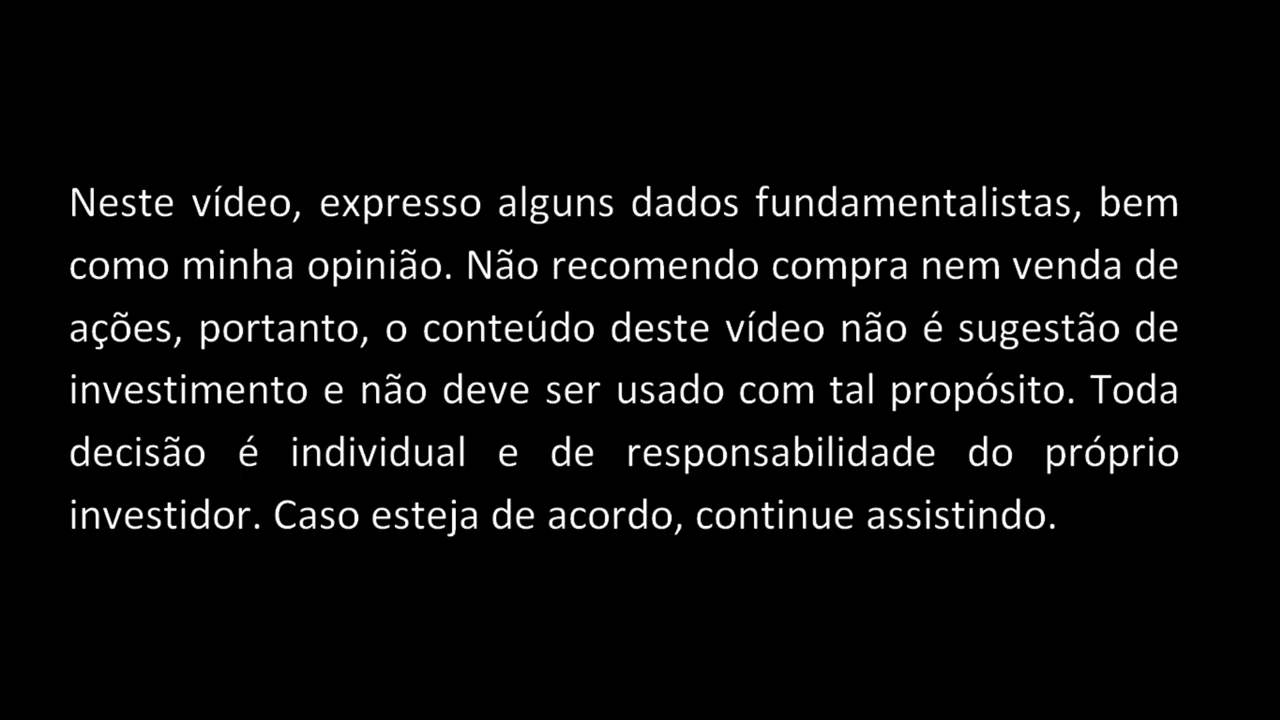 Neste vídeo, expresso alguns dados fundamentalistas, bem
como minha opinião. Não recomendo compra nem venda de
ações, portanto, o conteúdo deste vídeo não é sugestão de
investimento e não deve ser usado com tal propósito. Toda
decisão é individual e de responsabilidade do próprio
investidor. Caso esteja de acordo, continue assistindo.